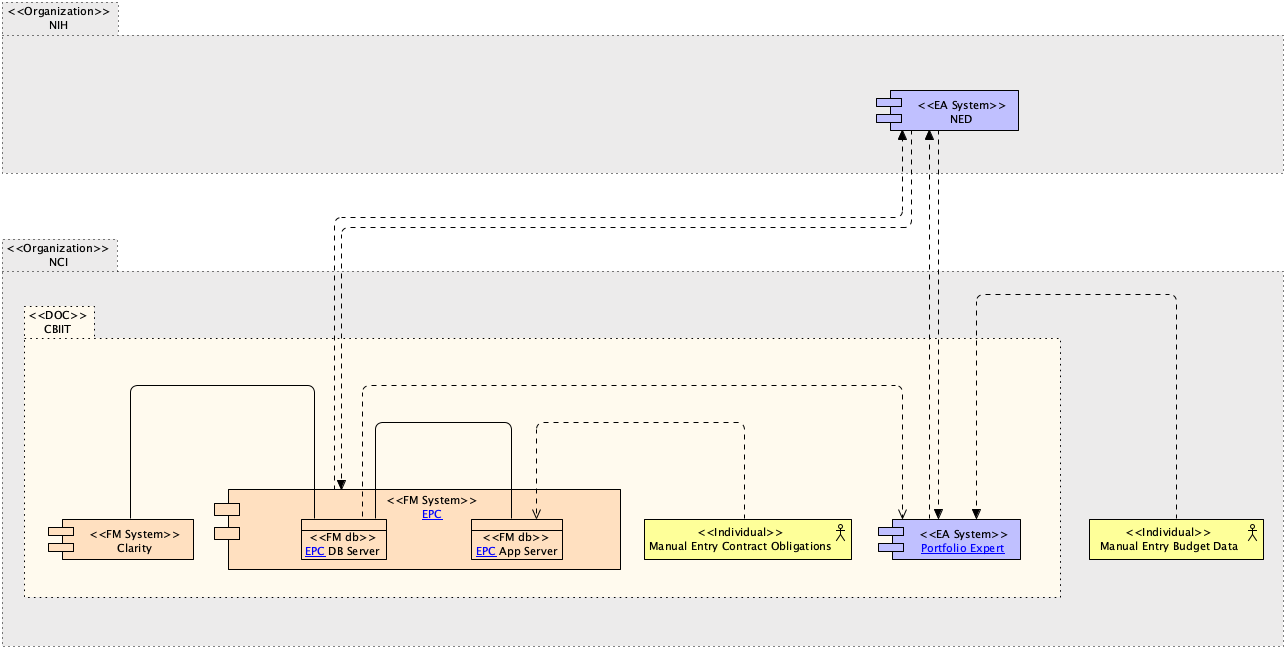 <<Organization>>
NIH
<<EA System>>
NED
<<Organization>>
NCI
<<DOC>>
CBIIT
<<FM System>>
EPC
<<FM System>>
Clarity
<<FM db>>
EPC DB Server
<<FM db>>
EPC App Server
<<Individual>>
Manual Entry Contract Obligations
<<EA System>>
Portfolio Expert
<<Individual>>
Manual Entry Budget Data